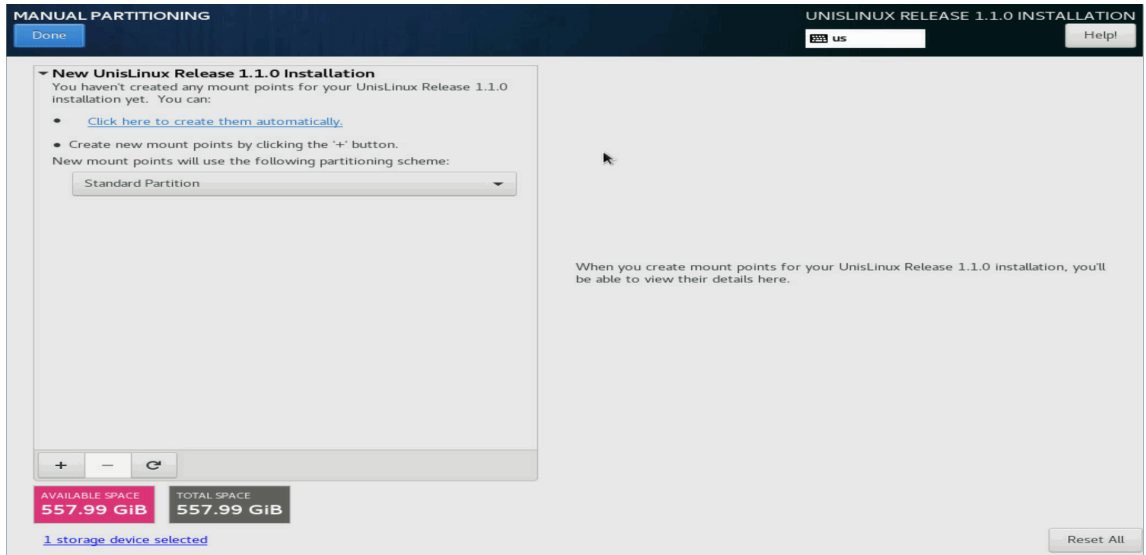 MANUAL PARTITIONING
UNISLINUX RELEASE 1.1.0 INSTALLATION
Done
us
Help!
New UnisLinux Release 1.1.0 Installation
You haven't created any mount points for your UnisLinux Release 1.1.0
installation yet. You can:
• Click here to create them automatically.
• Create new mount points by clicking the '+' button.
New mount points will use the following partitioning scheme:
Standard Partition
When you create mount points for your UnisLinux Release 1.1.0 installation, you'll
be able to view their details here.
+ −
AVAILABLE SPACE
557.99 GiB
TOTAL SPACE
557.99 GiB
1 storage device selected
Reset All